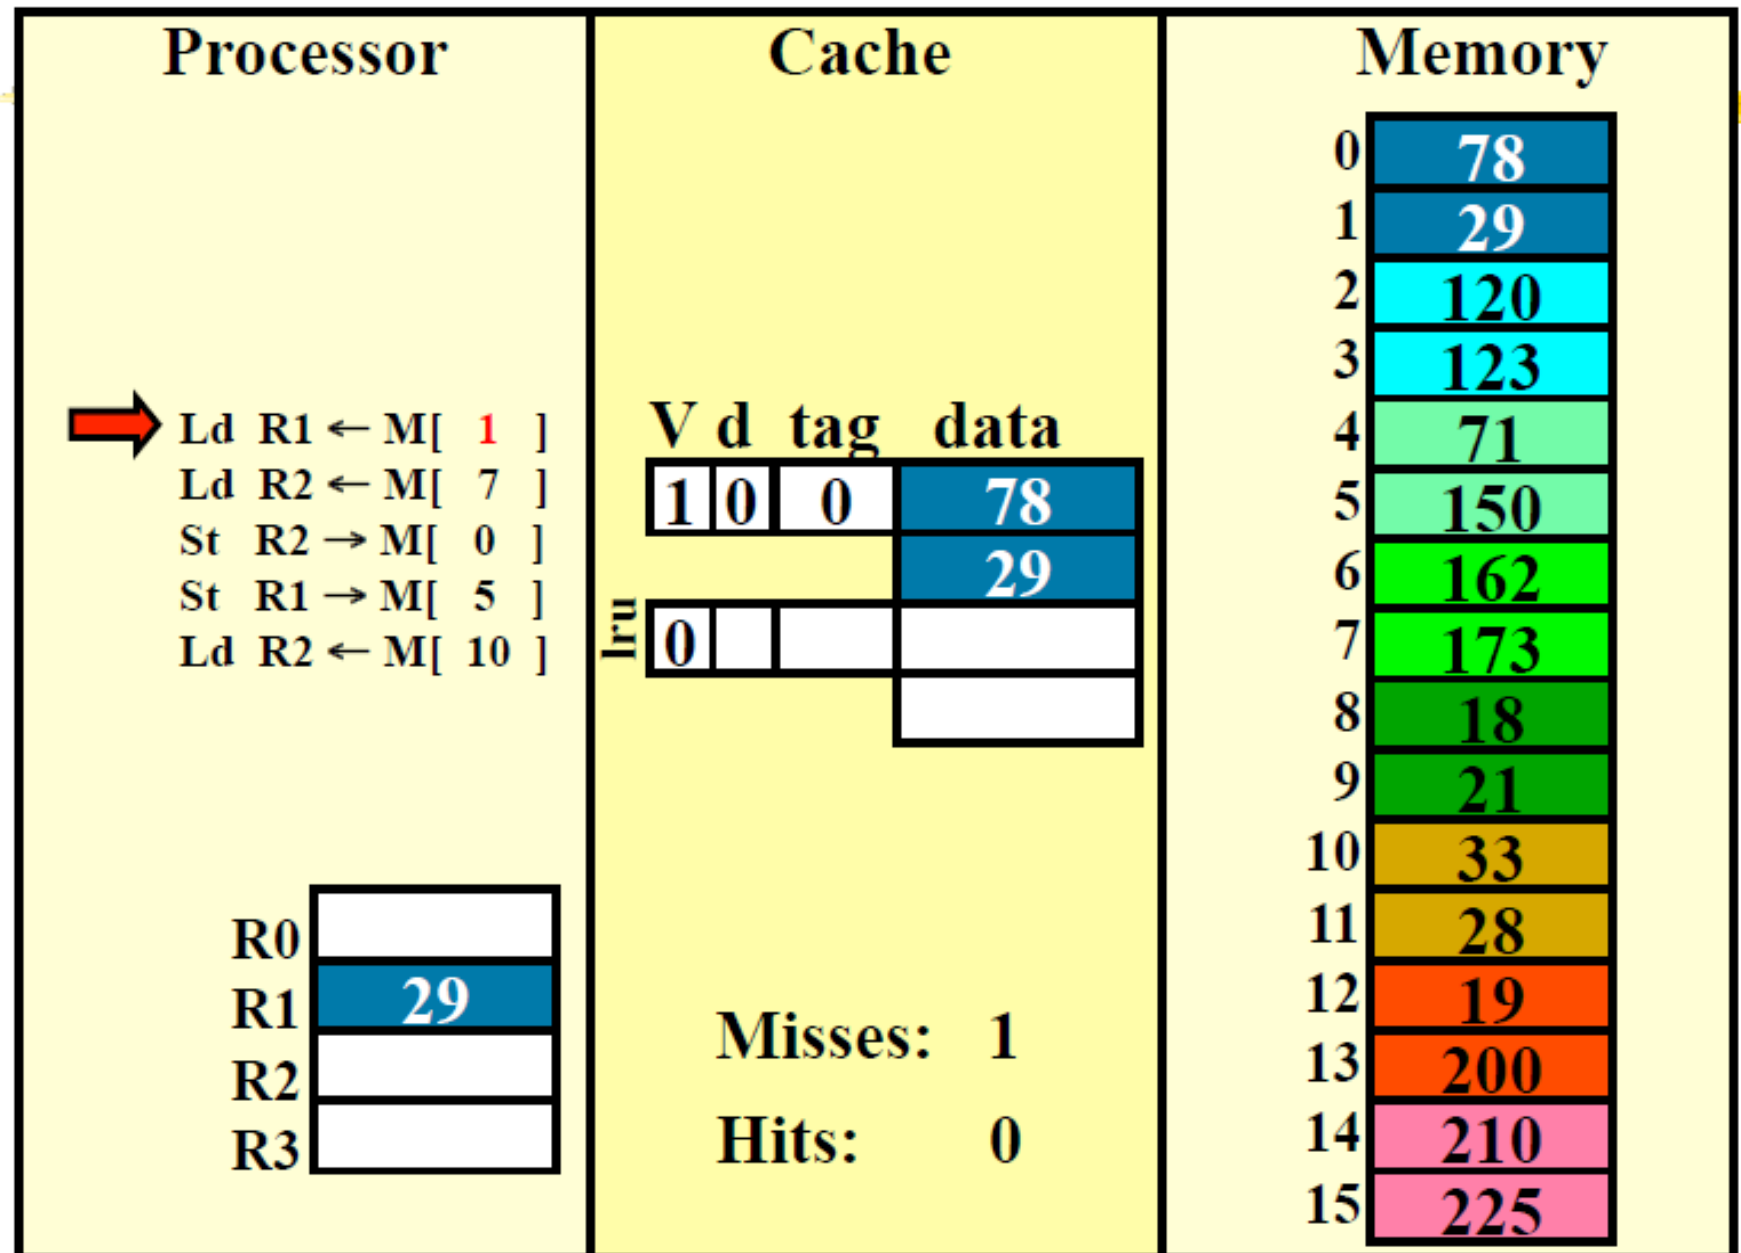 Processor
Ld R1 ← M[ 1 ]
Ld R2 ← M[ 7 ]
St R2 → M[ 0 ]
St R1 → M[ 5 ]
Ld R2 ← M[ 10 ]
R0
R1 29
R2
R3
Cache
V d tag data
1 0 0 78
29
lru
0
Misses: 1
Hits: 0
Memory
0 78
1 29
2 120
3 123
4 71
5 150
6 162
7 173
8 18
9 21
10 33
11 28
12 19
13 200
14 210
15 225